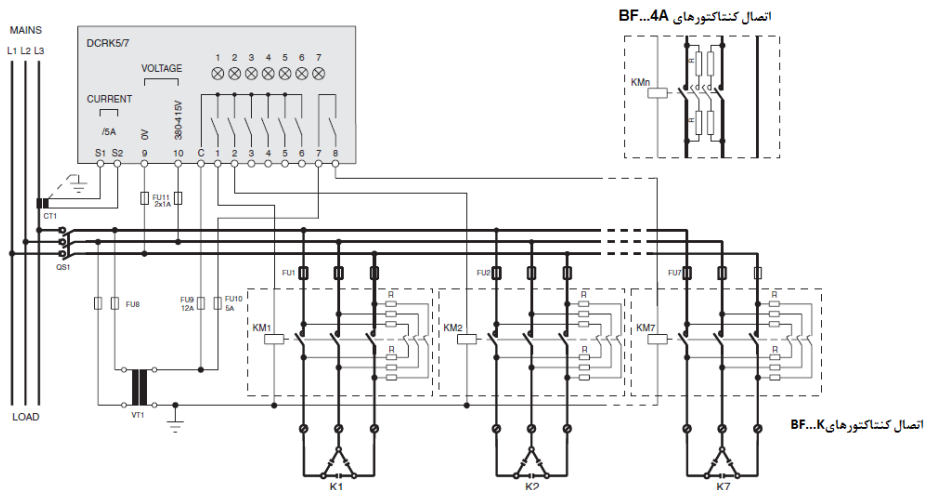 اتصال کنتاکتورهای BF...4A
MAINS
L1 L2 L3
DCRK5/7
1 2 3 4 5 6 7
VOLTAGE
CURRENT
/5A
0V
380-415V
S1 S2 9 10 C 1 2 3 4 5 6 7 8
KMn
R
R
FU11
2x1A
CT1
QS1
FU1
FU2
FU7
FU8
FU9
12A
FU10
5A
R
R
R
KM1
KM2
KM7
R
R
R
LOAD
VT1
اتصال کنتاکتورهای BF...K
K1
K2
K7